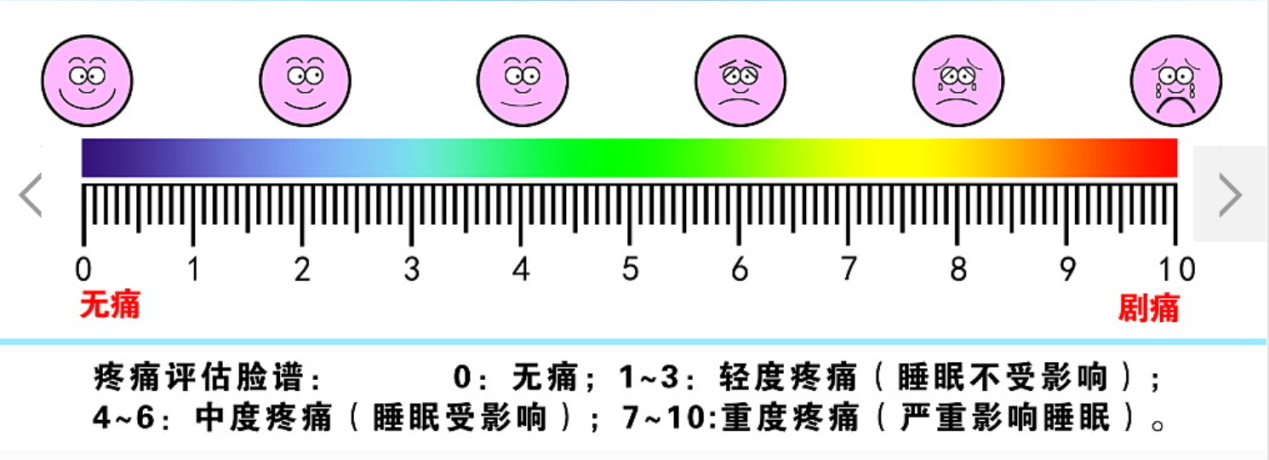 0 1 2 3 4 5 6 7 8 9 10
无痛 剧痛
疼痛评估脸谱： 0：无痛；1~3：轻度疼痛（睡眠不受影响）；
4~6：中度疼痛（睡眠受影响）；7~10:重度疼痛（严重影响睡眠）。